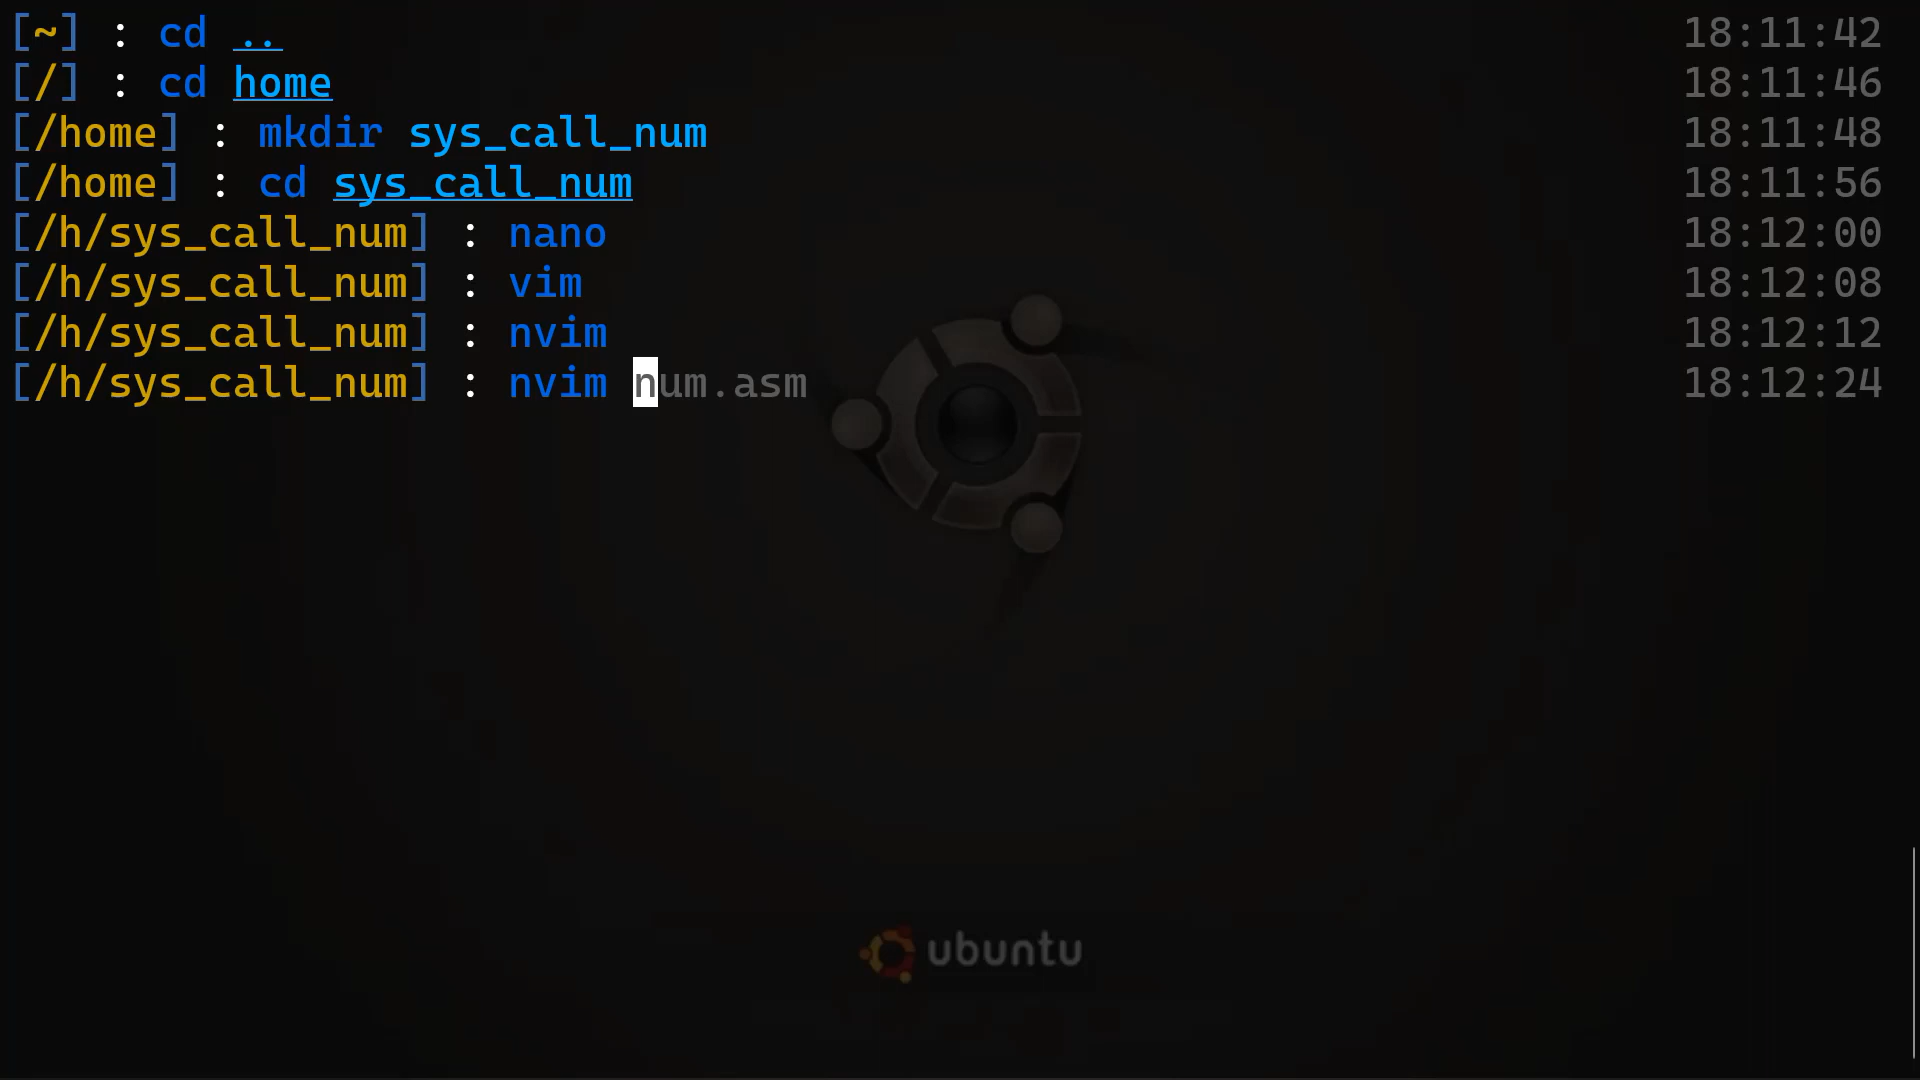 [~] : cd .. 18:11:42
[/] : cd home 18:11:46
[/home] : mkdir sys_call_num 18:11:48
[/home] : cd sys_call_num 18:11:56
[/h/sys_call_num] : nano 18:12:00
[/h/sys_call_num] : vim 18:12:08
[/h/sys_call_num] : nvim 18:12:12
[/h/sys_call_num] : nvim num.asm 18:12:24
ubuntu